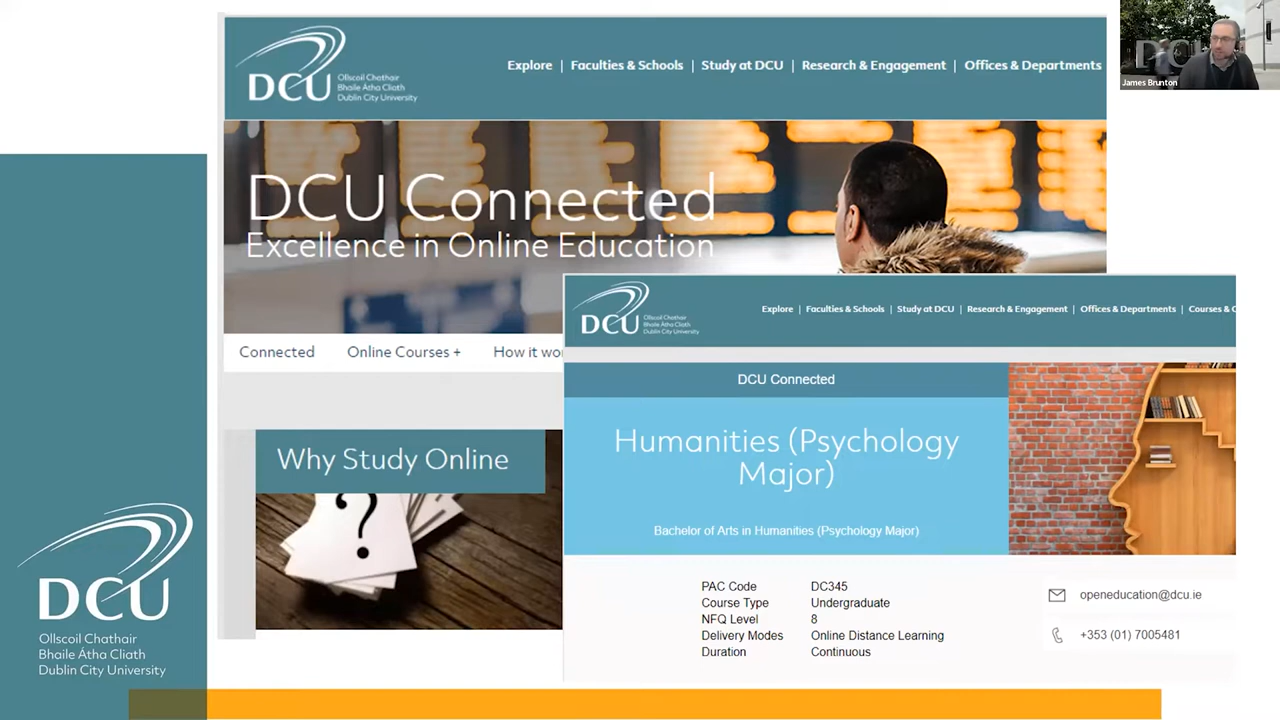 DCU
Ollscoil Chathair
Bhaile Átha Cliath
Dublin City University
Explore | Faculties & Schools | Study at DCU | Research & Engagement | Offices & Departments
DCU Connected
Excellence in Online Education
Connected Online Courses + How it wo
Why Study Online
?
DCU
Ollscoil Chathair
Bhaile Átha Cliath
Dublin City University
Explore | Faculties & Schools | Study at DCU | Research & Engagement | Offices & Departments | Courses & C
DCU Connected
Humanities (Psychology
Major)
Bachelor of Arts in Humanities (Psychology Major)
PAC Code DC345
Course Type Undergraduate
NFQ Level 8
Delivery Modes Online Distance Learning
Duration Continuous
openeducation@dcu.ie
+353 (01) 7005481
DCU
Ollscoil Chathair
Bhaile Átha Cliath
Dublin City University
DCU
James Brunton